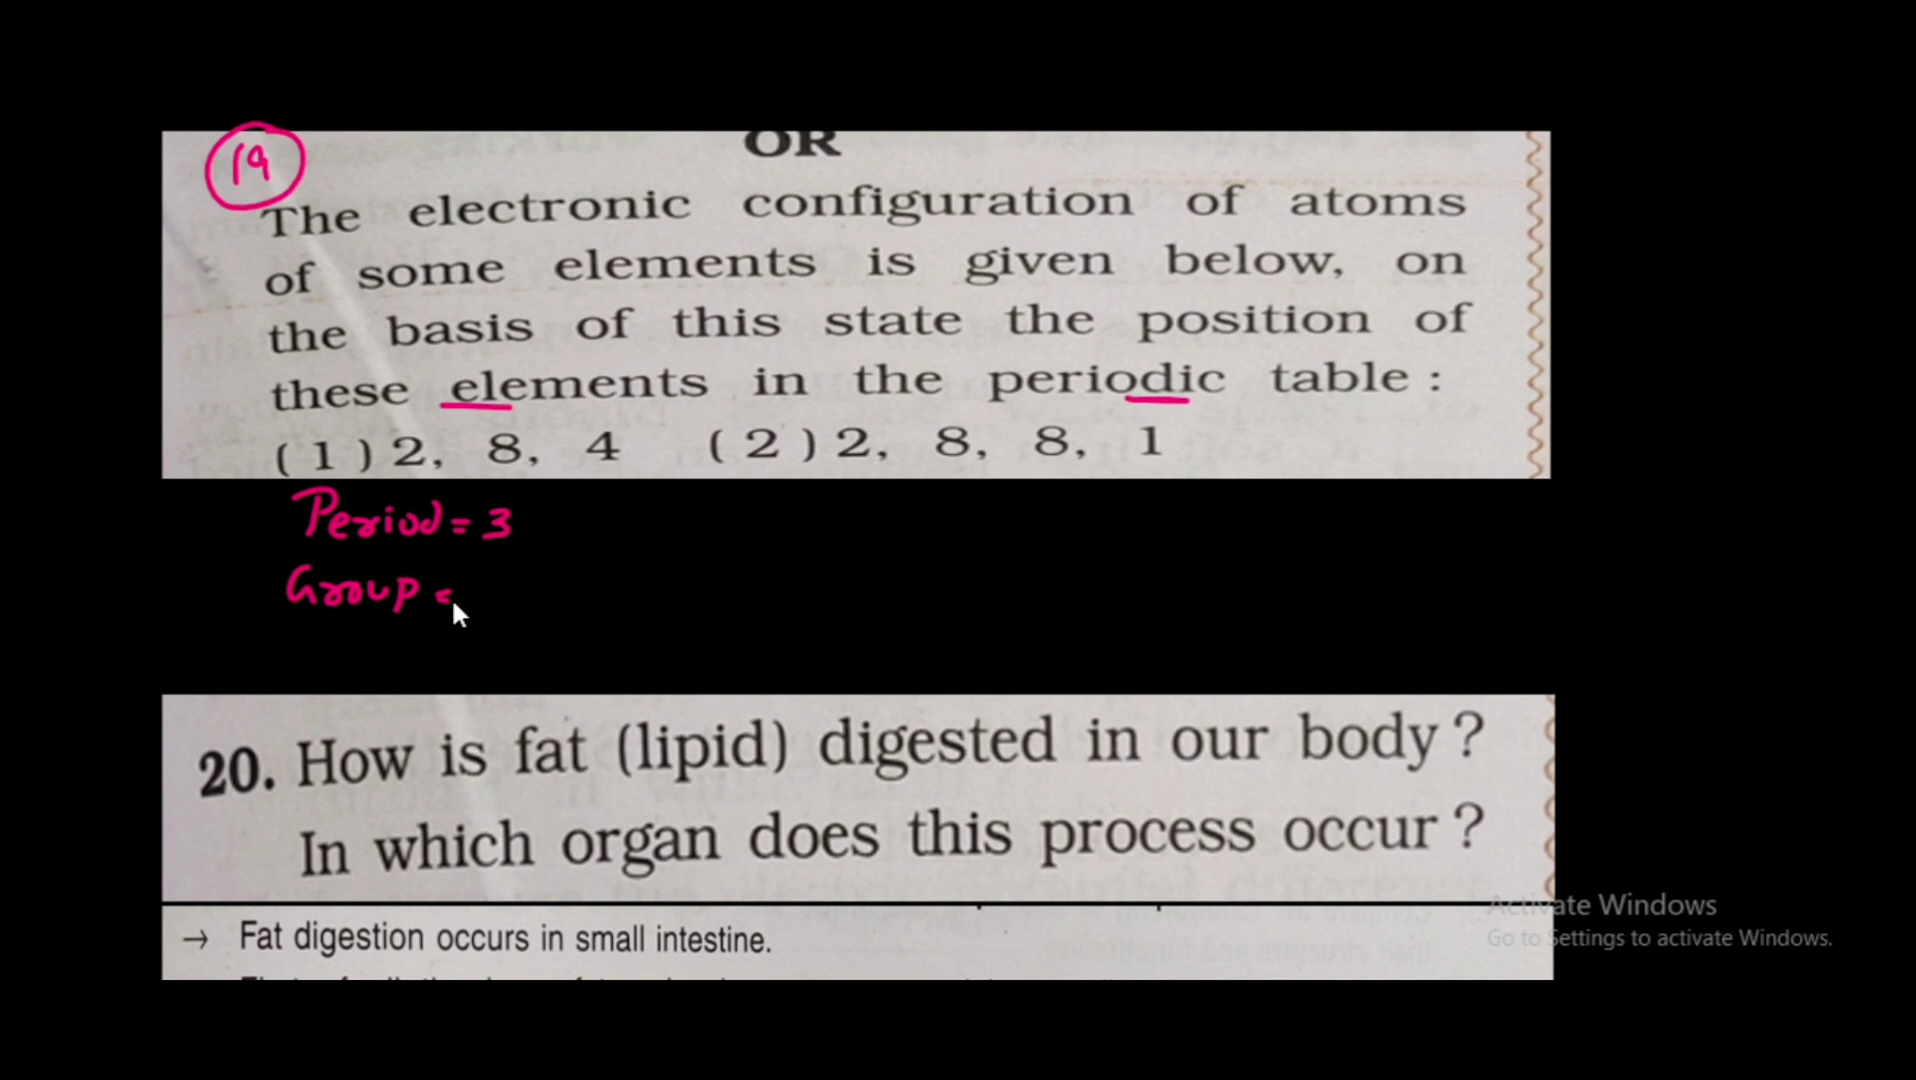 OR
19
The electronic configuration of atoms
of some elements is given below, on
the basis of this state the position of
these elements in the periodic table :
( 1 ) 2, 8, 4 ( 2 ) 2, 8, 8, 1
Period = 3
Group =
20. How is fat (lipid) digested in our body ?
In which organ does this process occur ?
→ Fat digestion occurs in small intestine.
Activate Windows
Go to Settings to activate Windows.